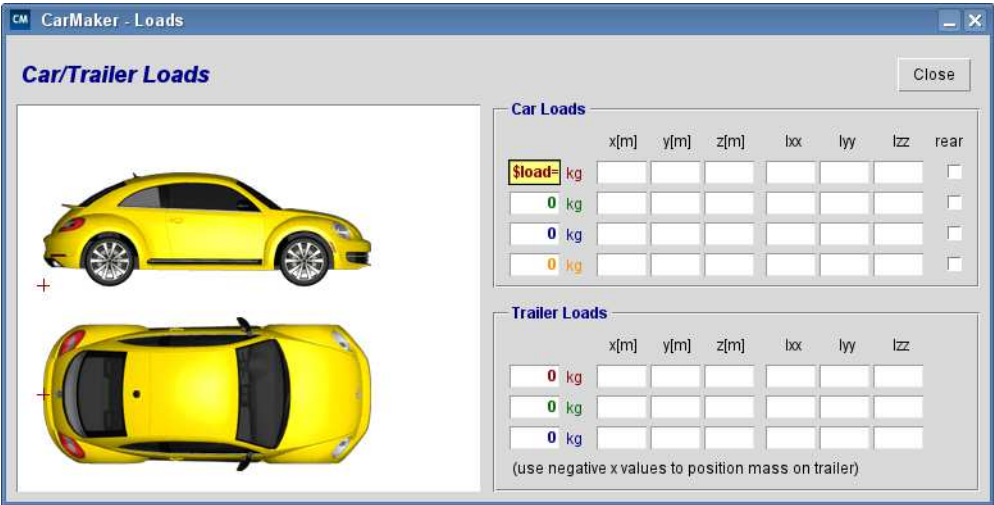 CM CarMaker - Loads
Car/Trailer Loads
Close
Car Loads
x[m] y[m] z[m] Ixx Iyy Izz rear
$load= kg
0 kg
0 kg
0 kg
Trailer Loads
x[m] y[m] z[m] Ixx Iyy Izz
0 kg
0 kg
0 kg
(use negative x values to position mass on trailer)